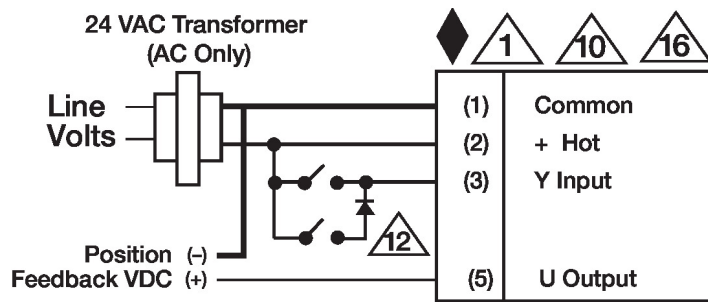 24 VAC Transformer
(AC Only)
1
10
16
Line
Volts
(1) Common
(2) + Hot
(3) Y Input
12
Position (–)
Feedback VDC (+)
(5) U Output